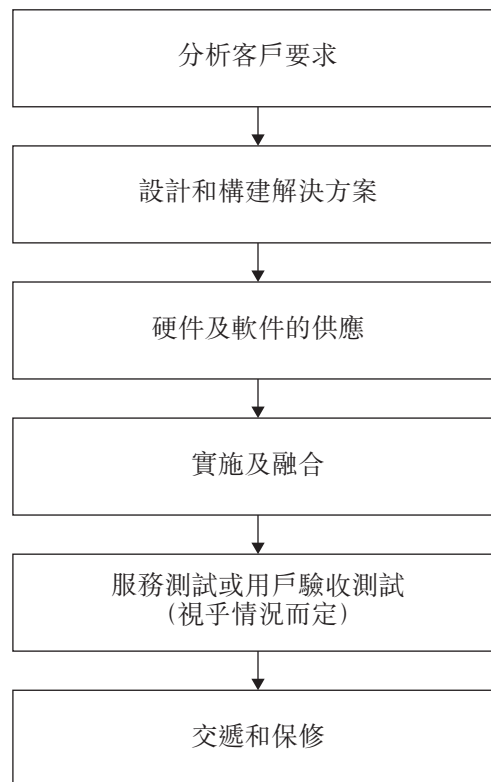 分析客戶要求
設計和構建解決方案
硬件及軟件的供應
實施及融合
服務測試或用戶驗收測試
(視乎情況而定)
交遞和保修